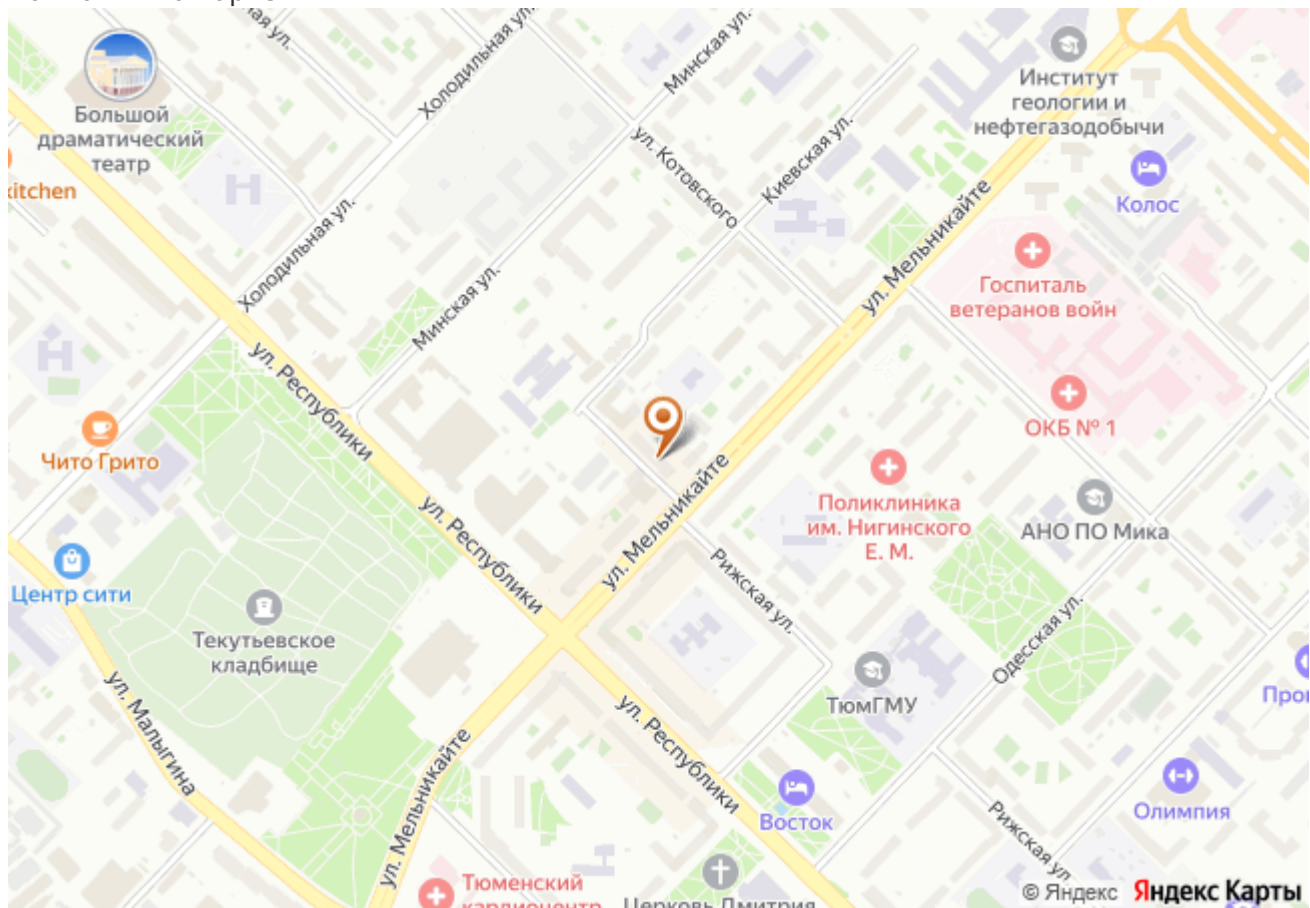 Холодильная ул.
Минская ул.
Большой
драматический
театр
Институт
геологии и
нефтегазодобычи
ул. Котовского
Киевская ул.
kitchen
Колос
ул. Мельникайте
Холодильная ул.
Госпиталь
ветеранов войн
Минская ул.
ул. Республики
ОКБ № 1
Чито Грито
Поликлиника
им. Нигинского
Е. М.
АНО ПО Мика
ул. Республики
ул. Мельникайте
Центр сити
Рижская ул.
Текутьевское
кладбище
Одесская ул.
ТюмГМУ
ул. Малыгина
ул. Республики
ул. Мельникайте
Восток
Олимпия
Рижская ул.
Тюменский
кардиоцентр
Церковь Дмитрия
© Яндекс Яндекс Карты